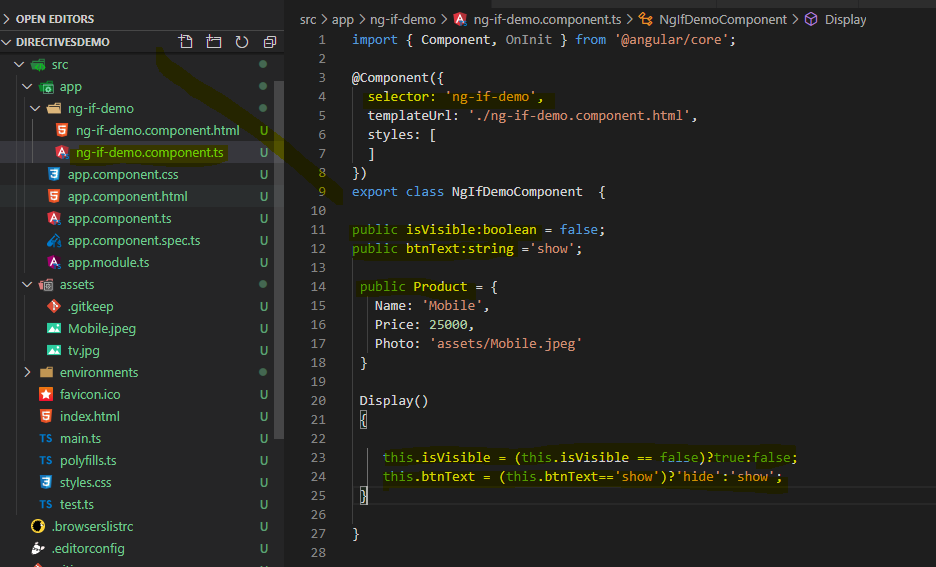 OPEN EDITORS
DIRECTIVESDEMO
src
app
ng-if-demo
ng-if-demo.component.html U
ng-if-demo.component.ts U
app.component.css U
app.component.html U
app.component.ts U
app.component.spec.ts U
app.module.ts U
assets
.gitkeep U
Mobile.jpeg U
tv.jpg U
environments
favicon.ico U
index.html U
TS main.ts U
TS polyfills.ts U
styles.css U
TS test.ts U
.browserslistrc U
.editorconfig U
src > app > ng-if-demo > ng-if-demo.component.ts > NgIfDemoComponent > Display
1 import { Component, OnInit } from '@angular/core';
2
3 @Component({
4   selector: 'ng-if-demo',
5   templateUrl: './ng-if-demo.component.html',
6   styles: [
7   ]
8 })
9 export class NgIfDemoComponent  {
10
11 public isVisible:boolean = false;
12 public btnText:string ='show';
13
14  public Product = {
15    Name: 'Mobile',
16    Price: 25000,
17    Photo: 'assets/Mobile.jpeg'
18  }
19
20  Display()
21  {
22
23     this.isVisible = (this.isVisible == false)?true:false;
24     this.btnText = (this.btnText=='show')?'hide':'show';
25  }
26
27 }
28